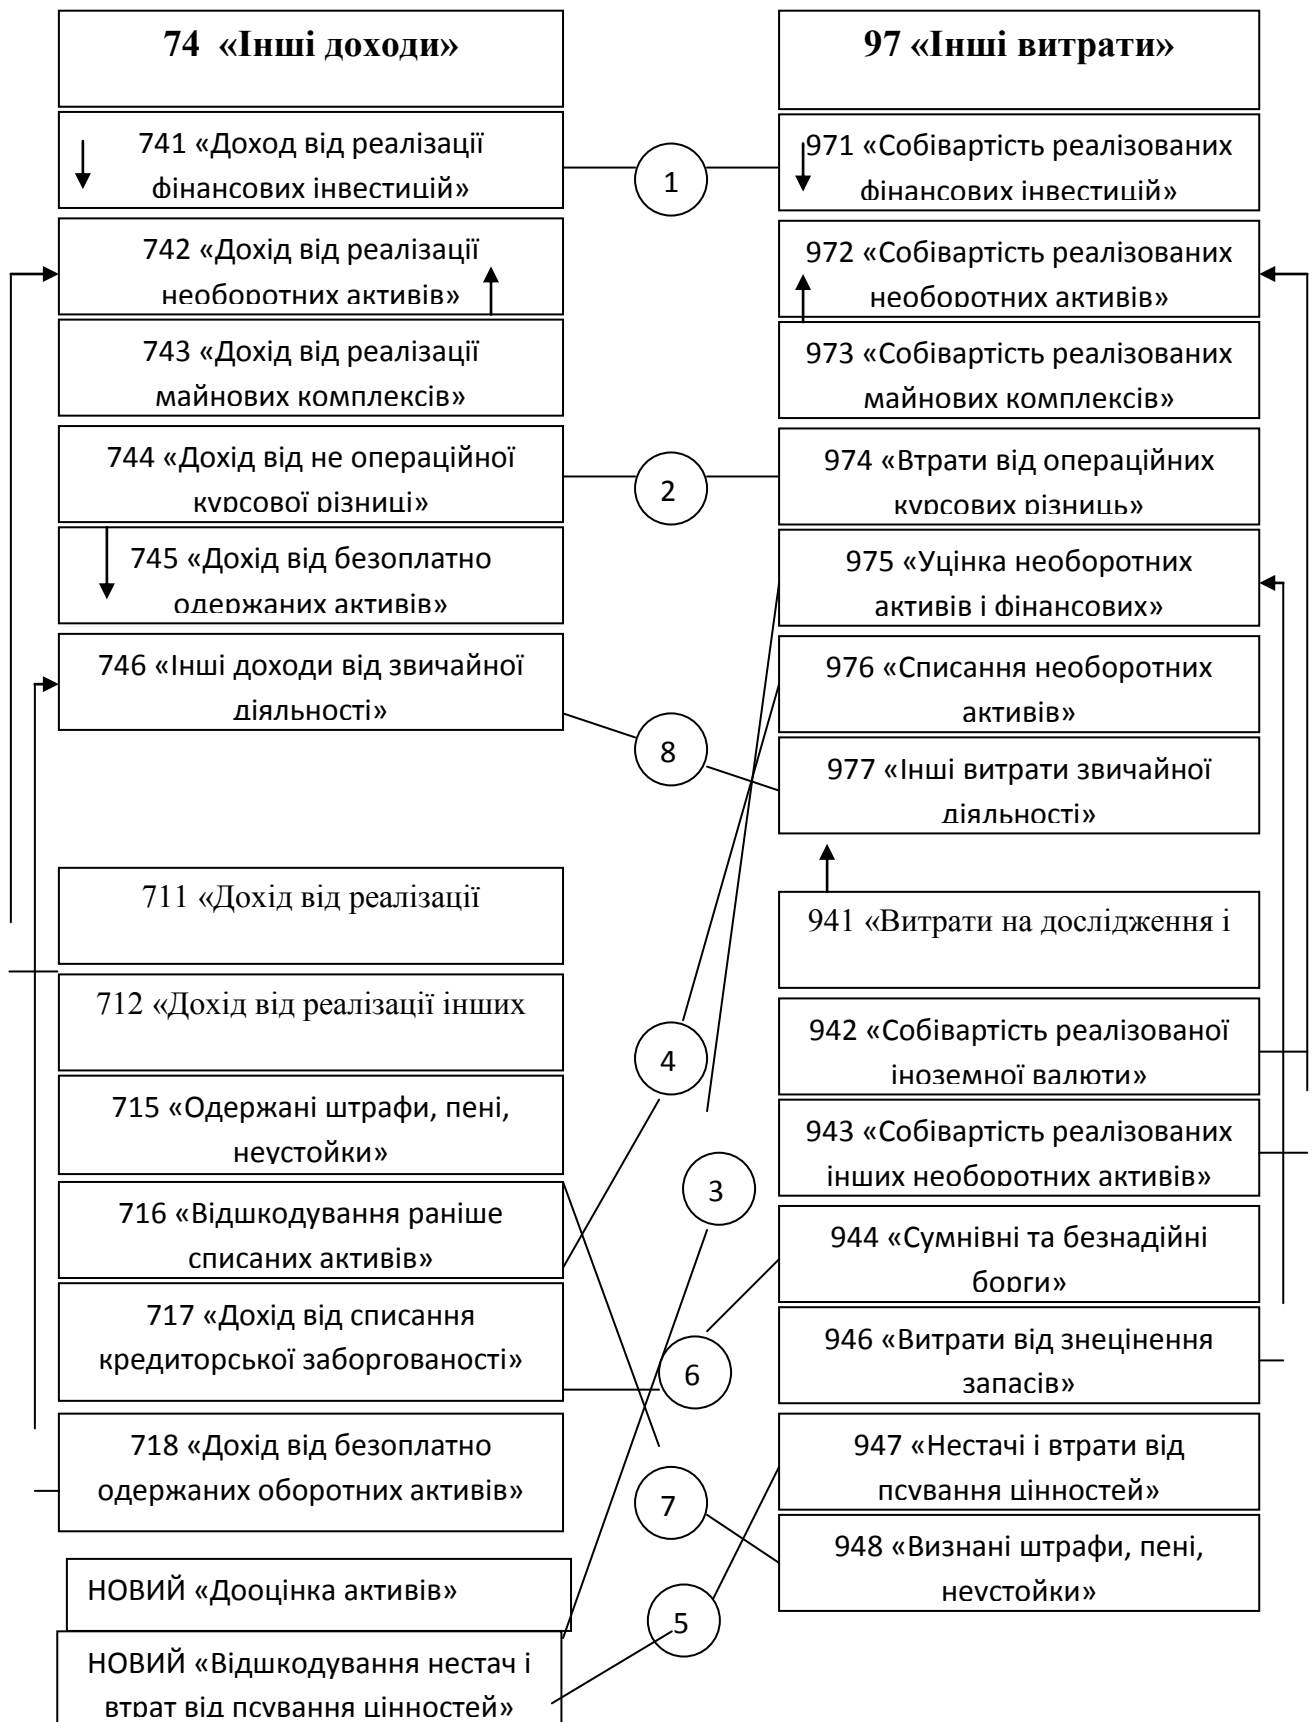 74 «Інші доходи»
741 «Доход від реалізації
фінансових інвестицій»
742 «Дохід від реалізації
необоротних активів»
743 «Дохід від реалізації
майнових комплексів»
744 «Дохід від не операційної
курсової різниці»
745 «Дохід від безоплатно
одержаних активів»
746 «Інші доходи від звичайної
діяльності»
711 «Дохід від реалізації
712 «Дохід від реалізації інших
715 «Одержані штрафи, пені,
неустойки»
716 «Відшкодування раніше
списаних активів»
717 «Дохід від списання
кредиторської заборгованості»
718 «Дохід від безоплатно
одержаних оборотних активів»
НОВИЙ «Дооцінка активів»
НОВИЙ «Відшкодування нестач і
втрат від псування цінностей»
1
2
8
4
3
6
7
5
97 «Інші витрати»
971 «Собівартість реалізованих
фінансових інвестицій»
972 «Собівартість реалізованих
необоротних активів»
973 «Собівартість реалізованих
майнових комплексів»
974 «Втрати від операційних
курсових різниць»
975 «Уцінка необоротних
активів і фінансових»
976 «Списання необоротних
активів»
977 «Інші витрати звичайної
діяльності»
941 «Витрати на дослідження і
942 «Собівартість реалізованої
іноземної валюти»
943 «Собівартість реалізованих
інших необоротних активів»
944 «Сумнівні та безнадійні
борги»
946 «Витрати від знецінення
запасів»
947 «Нестачі і втрати від
псування цінностей»
948 «Визнані штрафи, пені,
неустойки»